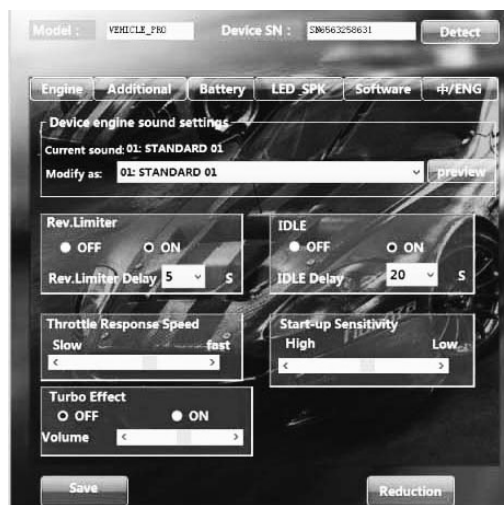 Model : VEHICLE_PRO Device SN : SN6563258631 Detect
Engine Additional Battery LED_SPK Software 中/ENG
Device engine sound settings
Current sound: 01: STANDARD 01
Modify as: 01: STANDARD 01 preview
Rev.Limiter
OFF ON
Rev.Limiter Delay 5 S
IDLE
OFF ON
IDLE Delay 20 S
Throttle Response Speed
Slow fast
Start-up Sensitivity
High Low
Turbo Effect
OFF ON
Volume
Save Reduction